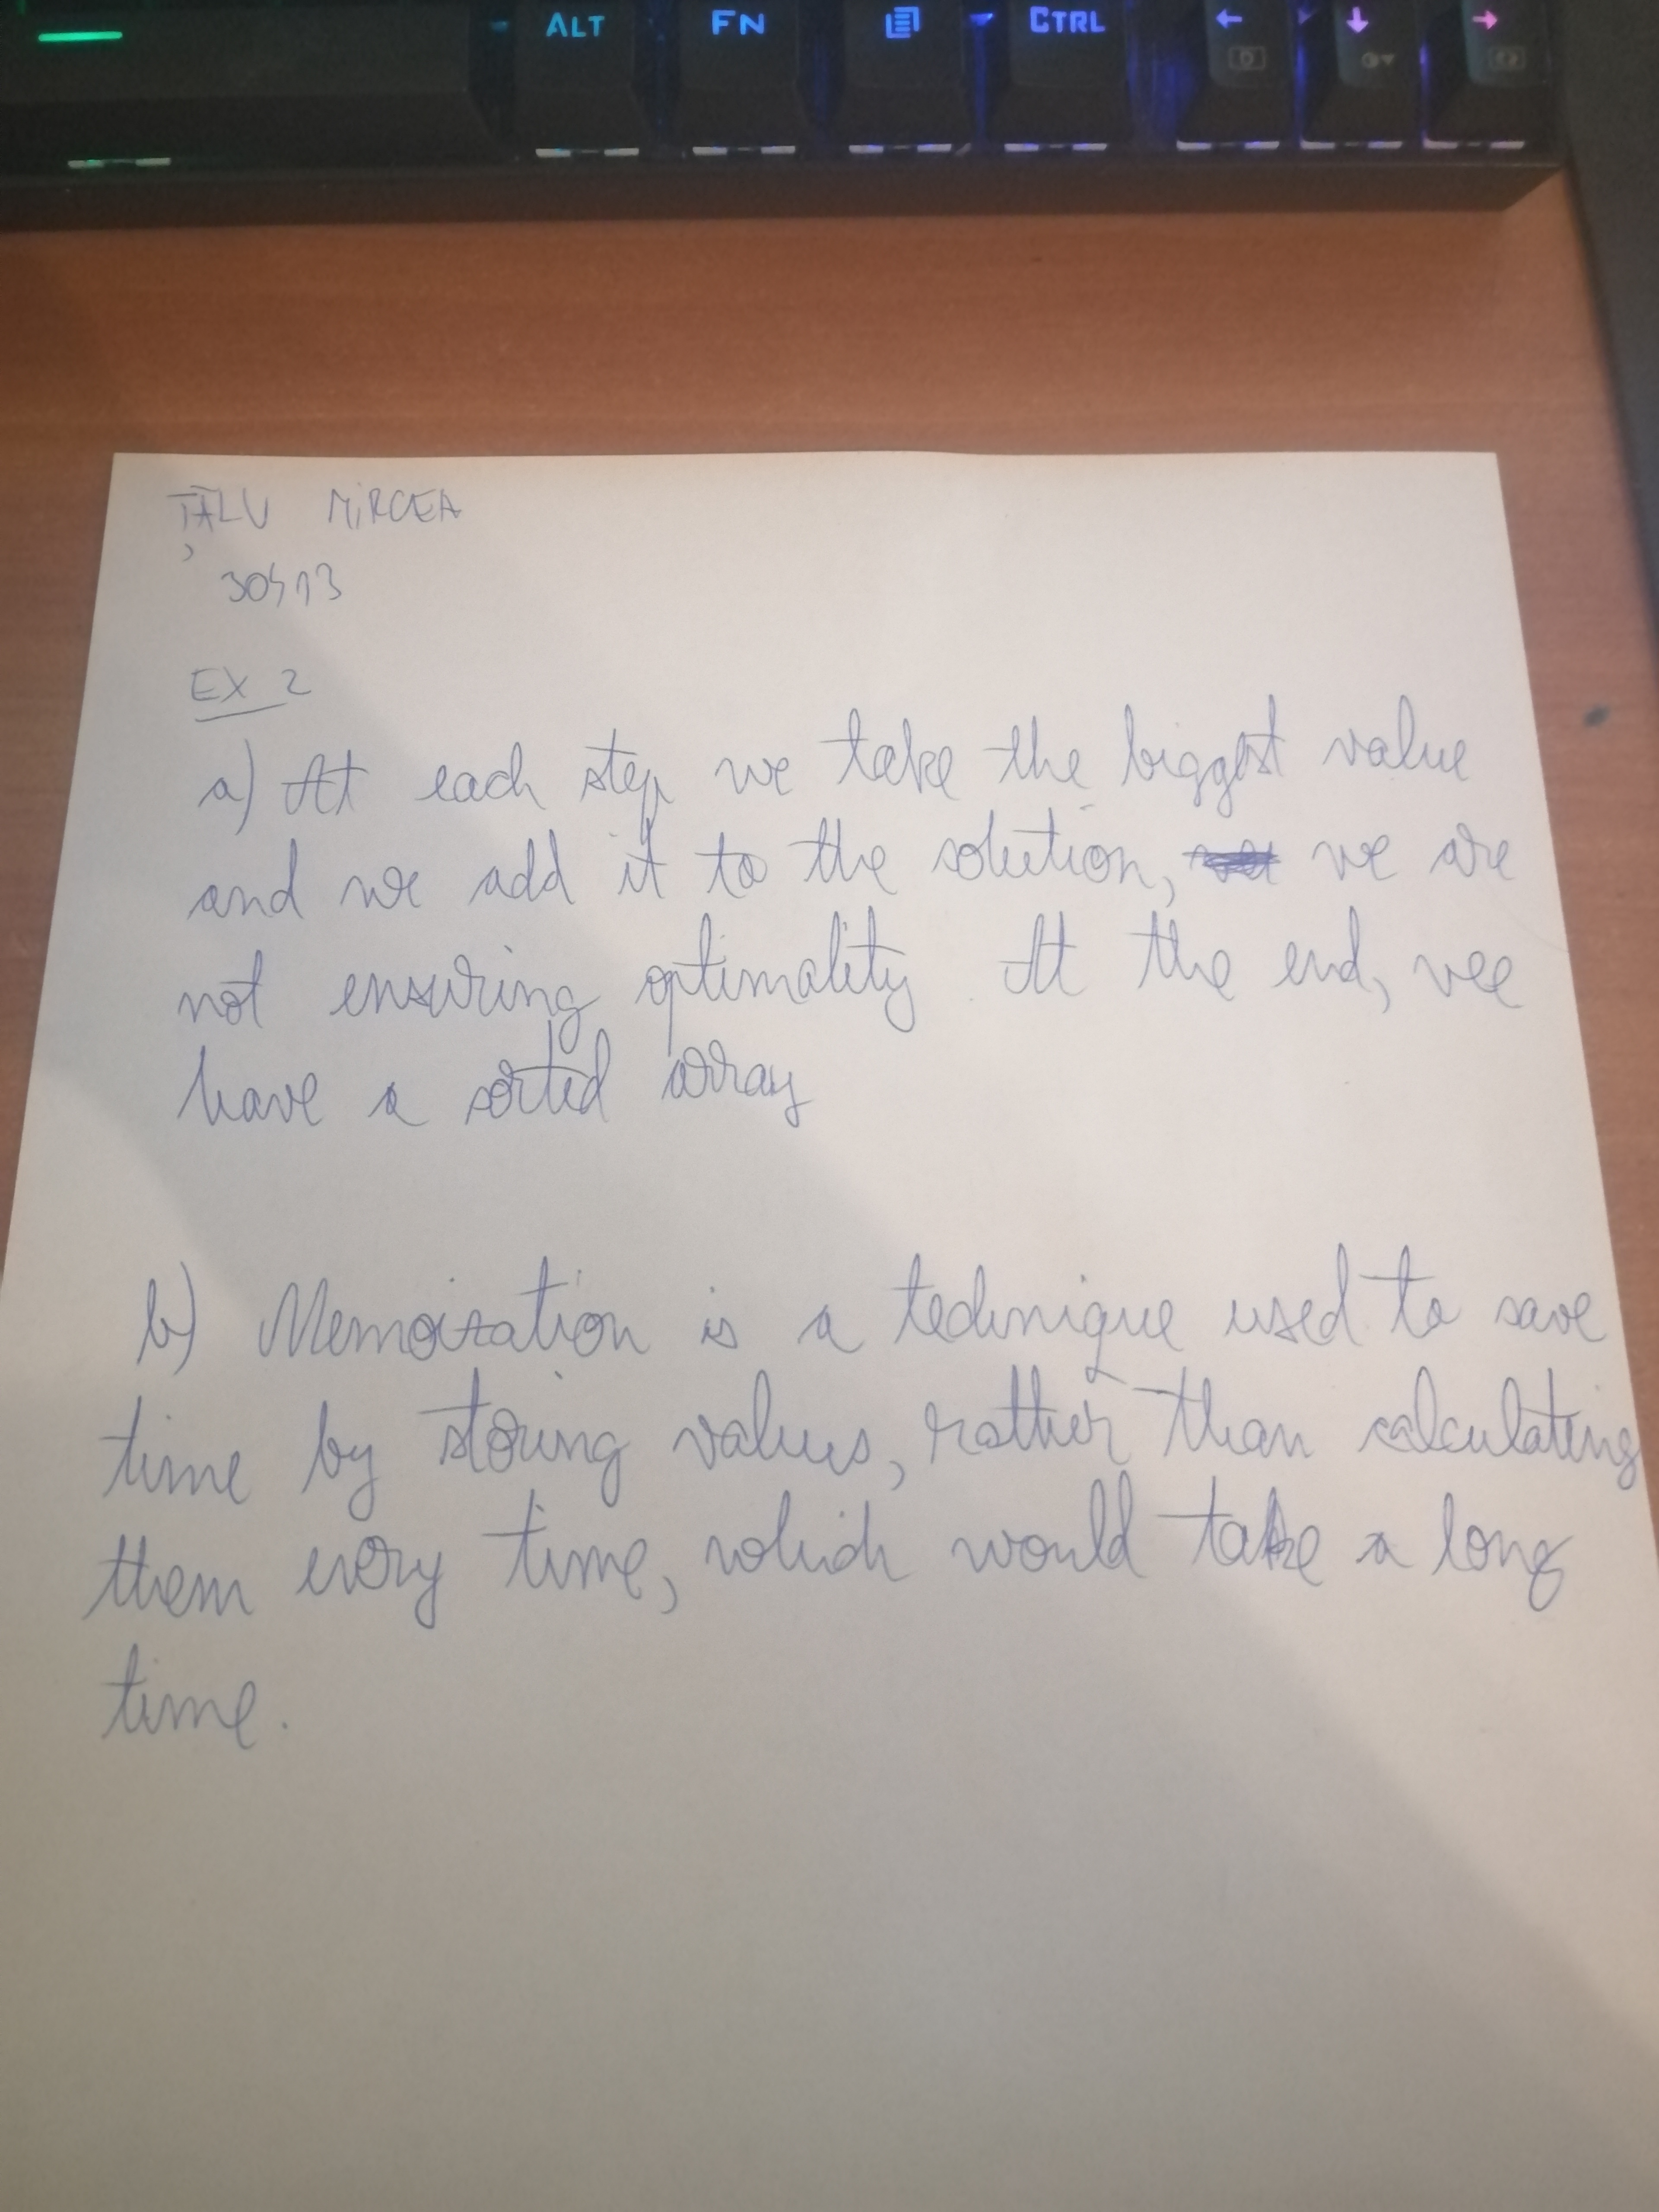 ALT FN CTRL
ȚĂLU MIRCEA
30413
EX 2
a) At each step we take the biggest value
and we add it to the solution, we are
not ensuring optimality. At the end, we
have a sorted array
b) Memoization is a technique used to save
time by storing values, rather than calculating
them every time, which would take a long
time.